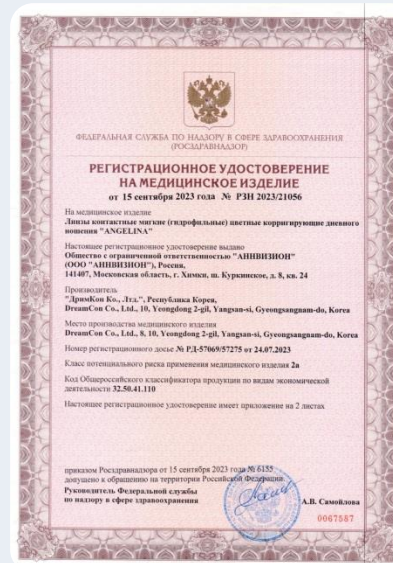 ФЕДЕРАЛЬНАЯ СЛУЖБА ПО НАДЗОРУ В СФЕРЕ ЗДРАВООХРАНЕНИЯ
(РОСЗДРАВНАДЗОР)
РЕГИСТРАЦИОННОЕ УДОСТОВЕРЕНИЕ
НА МЕДИЦИНСКОЕ ИЗДЕЛИЕ
от 15 сентября 2023 года № РЗН 2023/21056
На медицинское изделие
Линзы контактные мягкие (гидрофильные) цветные корригирующие дневного
ношения "ANGELINA"
Настоящее регистрационное удостоверение выдано
Общество с ограниченной ответственностью "АННВИЗИОН"
(ООО "АННВИЗИОН"), Россия,
141407, Московская область, г. Химки, ш. Куркинское, д. 8, кв. 24
Производитель
"ДримКон Ко., Лтд.", Республика Корея,
DreamCon Co., Ltd., 10, Yeongdong 2-gil, Yangsan-si, Gyeongsangnam-do, Korea
Место производства медицинского изделия
DreamCon Co., Ltd., 8, 10, Yeongdong 2-gil, Yangsan-si, Gyeongsangnam-do, Korea
Номер регистрационного досье № РД-57069/57275 от 24.07.2023
Класс потенциального риска применения медицинского изделия 2а
Код Общероссийского классификатора продукции по видам экономической
деятельности 32.50.41.110
Настоящее регистрационное удостоверение имеет приложение на 2 листах
приказом Росздравнадзора от 15 сентября 2023 года № 6155
допущено к обращению на территории Российской Федерации.
Руководитель Федеральной службы
по надзору в сфере здравоохранения
А.В. Самойлова
0067587